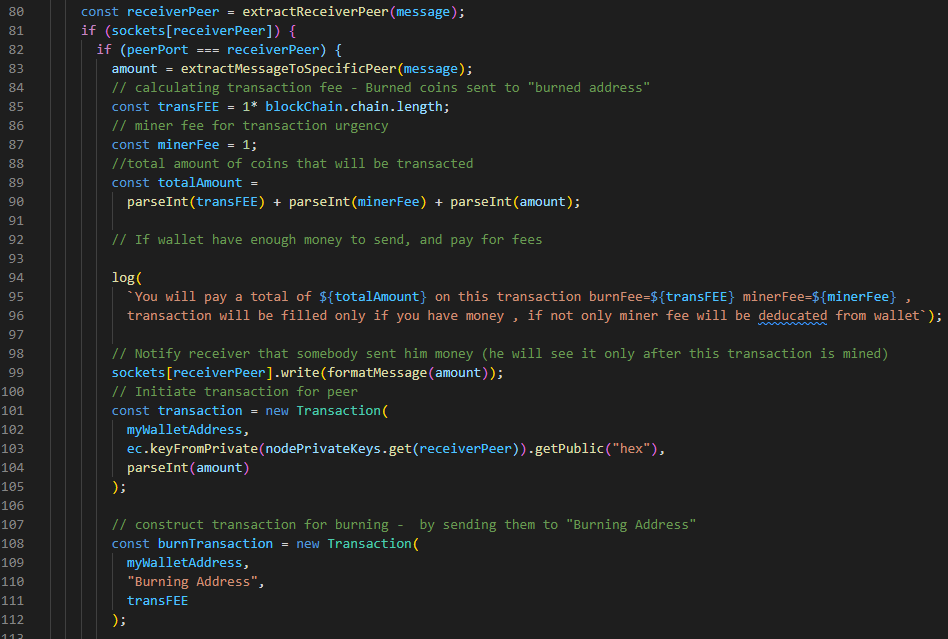 80 const receiverPeer = extractReceiverPeer(message);
81 if (sockets[receiverPeer]) {
82 if (peerPort === receiverPeer) {
83 amount = extractMessageToSpecificPeer(message);
84 // calculating transaction fee - Burned coins sent to "burned address"
85 const transFEE = 1* blockChain.chain.length;
86 // miner fee for transaction urgency
87 const minerFee = 1;
88 //total amount of coins that will be transacted
89 const totalAmount =
90 parseInt(transFEE) + parseInt(minerFee) + parseInt(amount);
91
92 // If wallet have enough money to send, and pay for fees
93
94 log(
95 `You will pay a total of ${totalAmount} on this transaction burnFee=${transFEE} minerFee=${minerFee} ,
96 transaction will be filled only if you have money , if not only miner fee will be deducated from wallet`);
97
98 // Notify receiver that somebody sent him money (he will see it only after this transaction is mined)
99 sockets[receiverPeer].write(formatMessage(amount));
100 // Initiate transaction for peer
101 const transaction = new Transaction(
102 myWalletAddress,
103 ec.keyFromPrivate(nodePrivateKeys.get(receiverPeer)).getPublic("hex"),
104 parseInt(amount)
105 );
106
107 // construct transaction for burning -  by sending them to "Burning Address"
108 const burnTransaction = new Transaction(
109 myWalletAddress,
110 "Burning Address",
111 transFEE
112 );
113